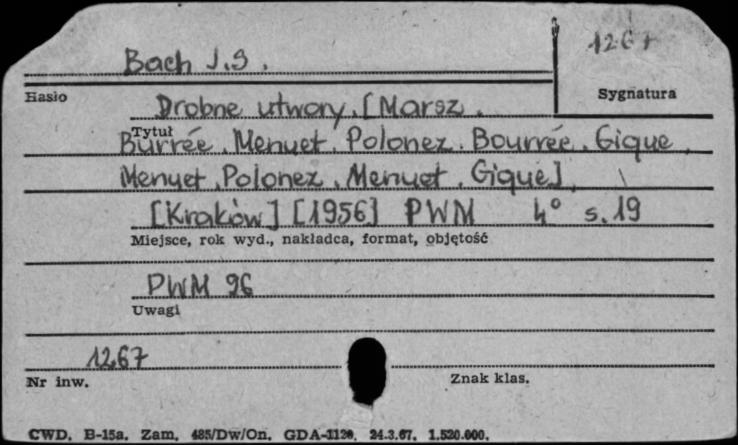 1267
Bach J.S.
Hasło
Sygnatura
Drobne utwory. [Marsz.
Tytuł
Burrée. Menuet. Polonez. Bourrée. Gique.
Menuet. Polonez. Menuet. Gique].
[Kraków] [1956] PWM 4° s. 19
Miejsce, rok wyd., nakładca, format, objętość
PWM 96
Uwagi
1267
Nr inw.
Znak klas.
CWD. B-15a. Zam. 485/Dw/On. GDA-1120. 24.3.67. 1.520.000.